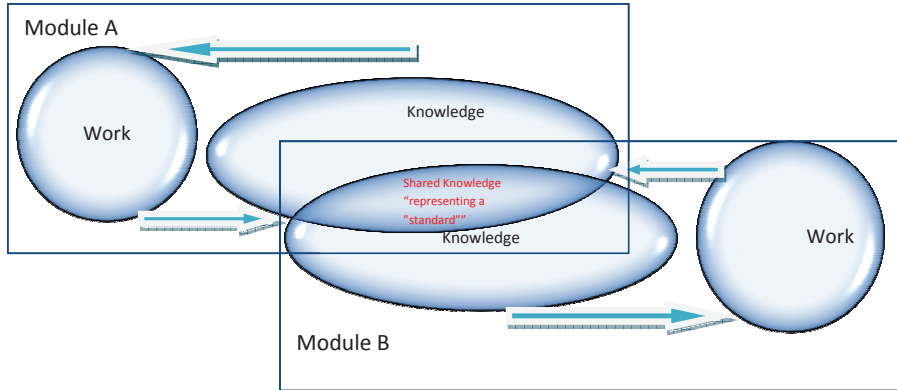 Module A
Knowledge
Work
Shared Knowledge
"representing a
"standard""
Knowledge
Work
Module B